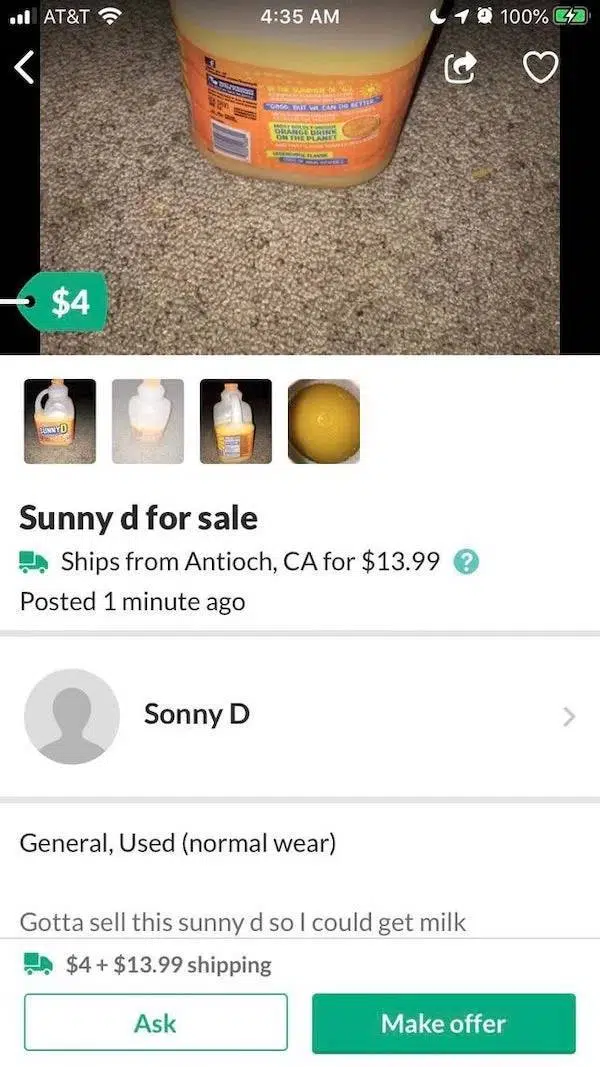 AT&T
4:35 AM
100%
GOOD, BUT WE CAN DO BETTER
ORANGE DRINK
ON THE PLANET
$4
SUNNYD
Sunny d for sale
Ships from Antioch, CA for $13.99 ?
Posted 1 minute ago
Sonny D
General, Used (normal wear)
Gotta sell this sunny d so I could get milk
$4 + $13.99 shipping
Ask
Make offer